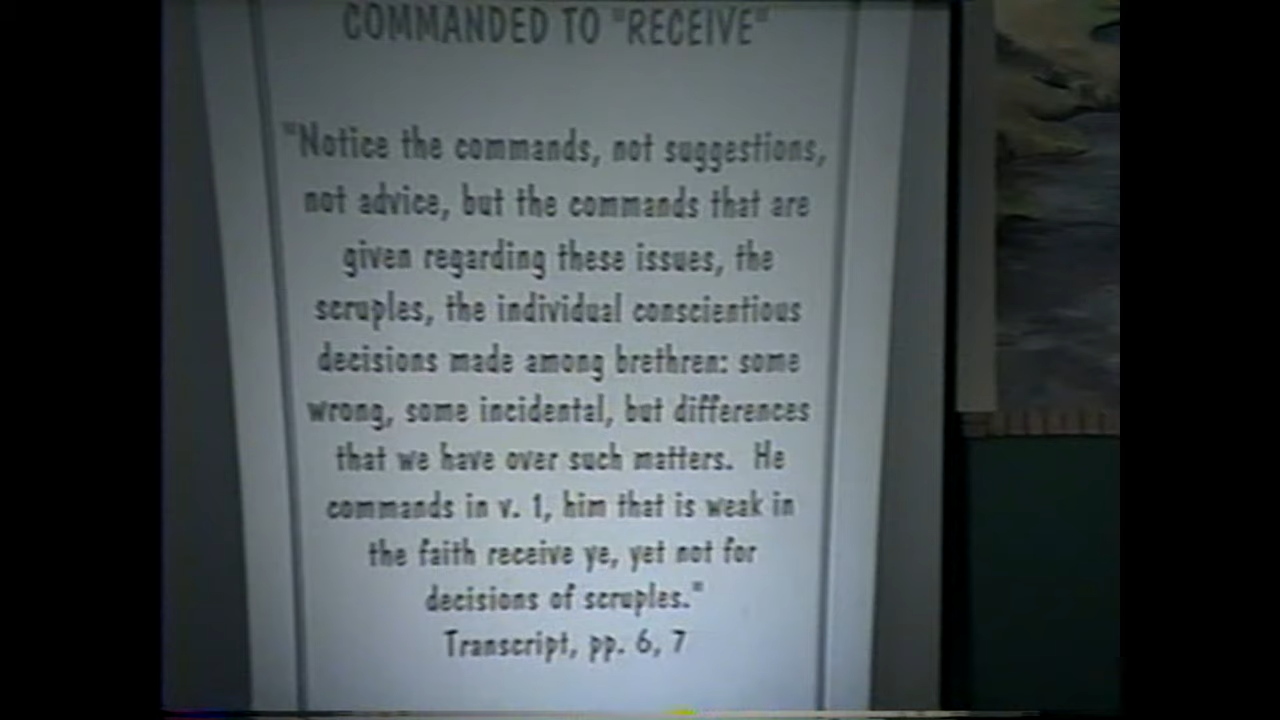 COMMANDED TO "RECEIVE"
"Notice the commands, not suggestions,
not advice, but the commands that are
given regarding these issues, the
scruples, the individual conscientious
decisions made among brethren: some
wrong, some incidental, but differences
that we have over such matters. He
commands in v. 1, him that is weak in
the faith receive ye, yet not for
decisions of scruples."
Transcript, pp. 6, 7